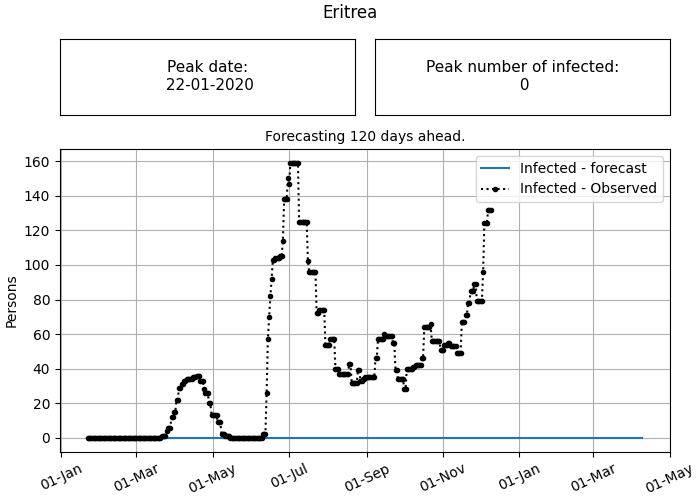 Eritrea
Peak date:
22-01-2020
Peak number of infected:
0
Forecasting 120 days ahead.
Infected - forecast
Infected - Observed
Persons
160
140
120
100
80
60
40
20
0
01-Jan
01-Mar
01-May
01-Jul
01-Sep
01-Nov
01-Jan
01-Mar
01-May